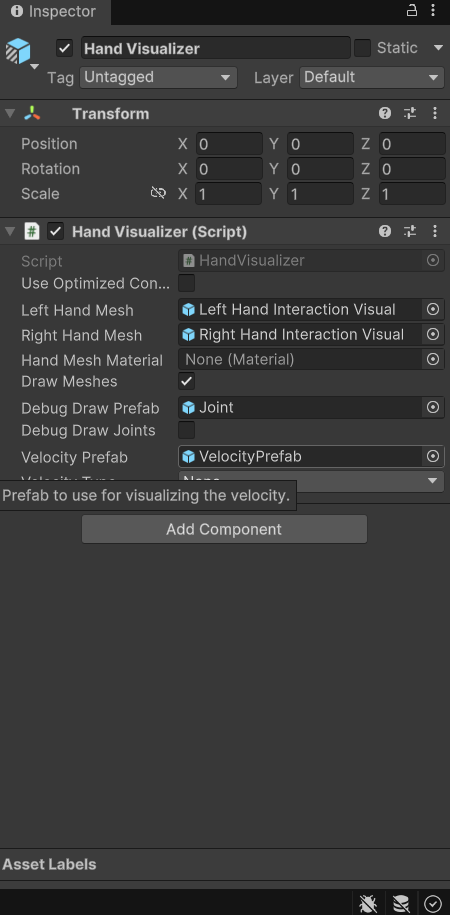 Inspector
Hand Visualizer
Static
Tag Untagged Layer Default
Transform
Position X 0 Y 0 Z 0
Rotation X 0 Y 0 Z 0
Scale X 1 Y 1 Z 1
# Hand Visualizer (Script)
Script # HandVisualizer
Use Optimized Con...
Left Hand Mesh Left Hand Interaction Visual
Right Hand Mesh Right Hand Interaction Visual
Hand Mesh Material None (Material)
Draw Meshes
Debug Draw Prefab Joint
Debug Draw Joints
Velocity Prefab VelocityPrefab
Velocity Type None
Prefab to use for visualizing the velocity.
Add Component
Asset Labels